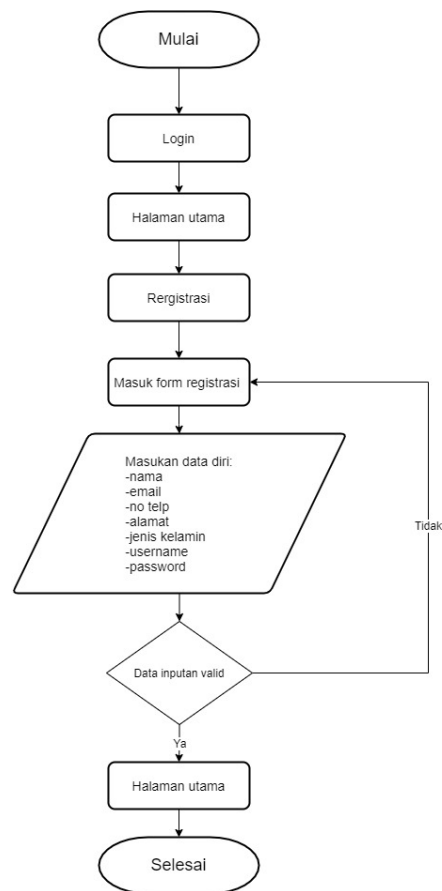 Mulai
Login
Halaman utama
Rergistrasi
Masuk form registrasi
Masukan data diri:
-nama
-email
-no telp
-alamat
-jenis kelamin
-username
-password
Tidak
Data inputan valid
Ya
Halaman utama
Selesai